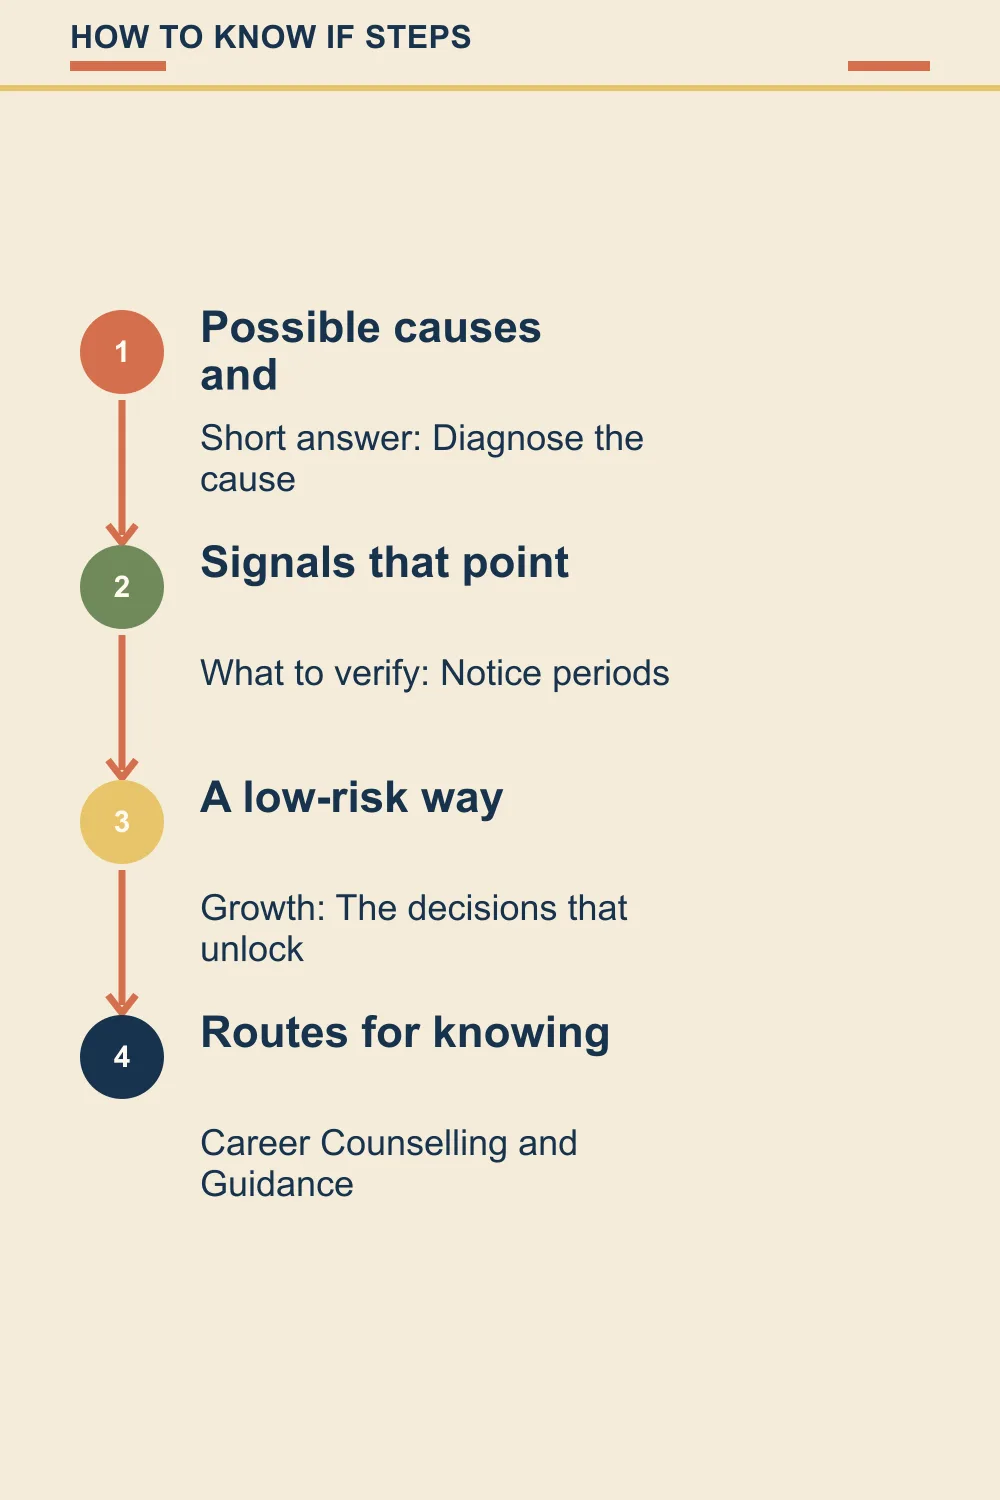 HOW TO KNOW IF STEPS
1
Possible causes
and
Short answer: Diagnose the
cause
2
Signals that point
What to verify: Notice periods
3
A low-risk way
Growth: The decisions that
unlock
4
Routes for knowing
Career Counselling and
Guidance